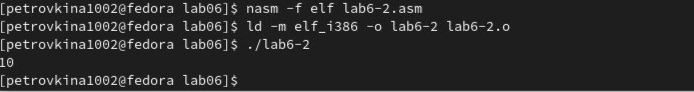 [petrovkina1002@fedora lab06]$ nasm -f elf lab6-2.asm
[petrovkina1002@fedora lab06]$ ld -m elf_i386 -o lab6-2 lab6-2.o
[petrovkina1002@fedora lab06]$ ./lab6-2
10
[petrovkina1002@fedora lab06]$